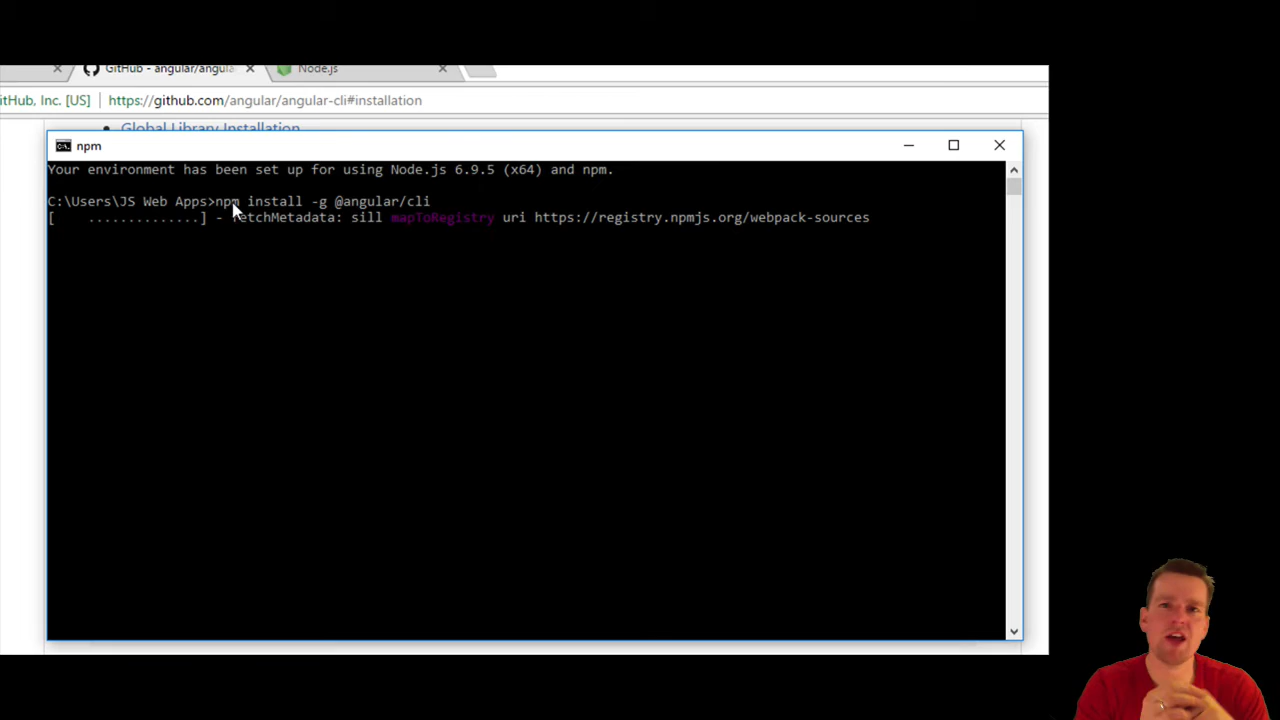 GitHub - angular/angula
Node.js
itHub, Inc. [US] https://github.com/angular/angular-cli#installation
Global Library Installation
npm
Your environment has been set up for using Node.js 6.9.5 (x64) and npm.
C:\Users\JS Web Apps>npm install -g @angular/cli
[    ..............] - fetchMetadata: sill mapToRegistry uri https://registry.npmjs.org/webpack-sources